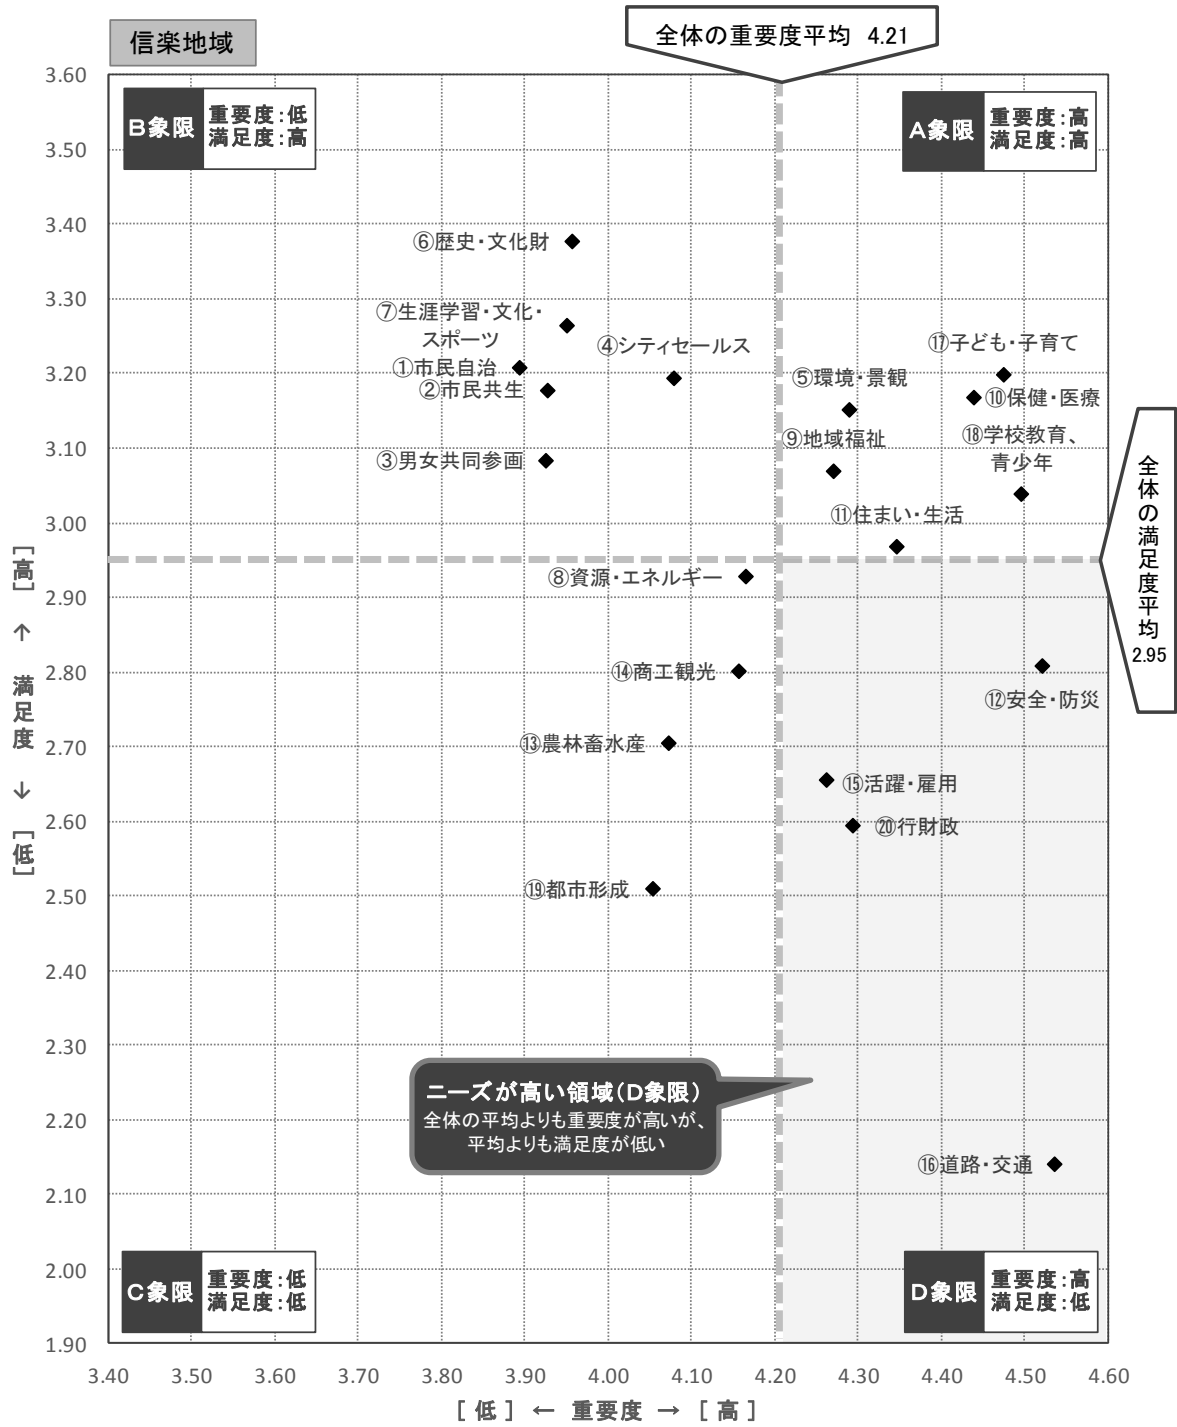 信楽地域
全体の重要度平均 4.21
3.60
3.50
3.40
3.30
3.20
3.10
3.00
2.90
2.80
2.70
2.60
2.50
2.40
2.30
2.20
2.10
2.00
1.90
B象限
重要度:低
満足度:高
A象限
重要度:高
満足度:高
⑥歴史・文化財
⑦生涯学習・文化・
スポーツ
①市民自治
②市民共生
③男女共同参画
④シティセールス
⑰子ども・子育て
⑤環境・景観
⑩保健・医療
⑨地域福祉
⑱学校教育、
青少年
⑪住まい・生活
全体の満足度平均
2.95
[高] ↑ 満足度 ↓ [低]
⑧資源・エネルギー
⑭商工観光
⑬農林畜水産
⑲都市形成
⑫安全・防災
⑮活躍・雇用
⑳行財政
ニーズが高い領域(D象限)
全体の平均よりも重要度が高いが、
平均よりも満足度が低い
⑯道路・交通
C象限
重要度:低
満足度:低
D象限
重要度:高
満足度:低
3.40 3.50 3.60 3.70 3.80 3.90 4.00 4.10 4.20 4.30 4.40 4.50 4.60
[低] ← 重要度 → [高]